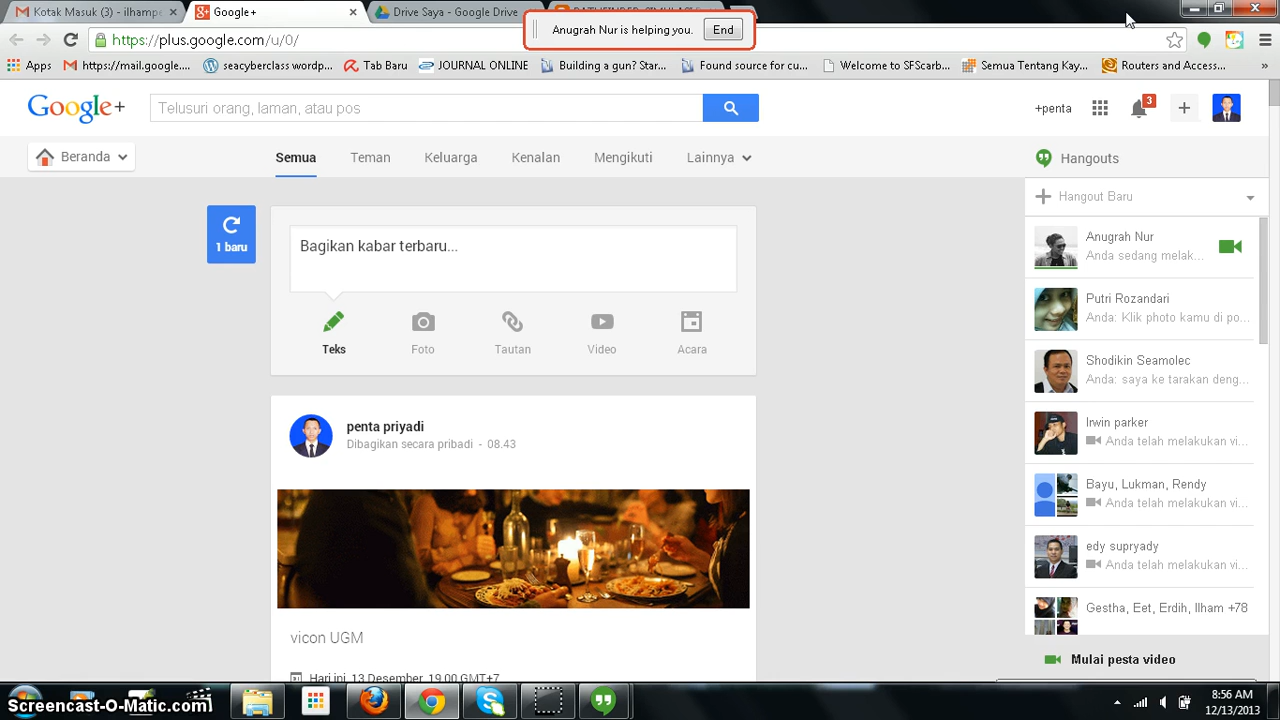 Kotak Masuk (3) - ilhampe
Google+
Drive Saya - Google Drive
Anugrah Nur is helping you.
End
https://plus.google.com/u/0/
Apps
https://mail.google....
seacyberclass wordp...
Tab Baru
JOURNAL ONLINE
Building a gun? Star...
Found source for cu...
Welcome to SFScarb...
Semua Tentang Kay...
Routers and Access...
»
Google+
Telusuri orang, laman, atau pos
+penta
3
Beranda
Semua
Teman
Keluarga
Kenalan
Mengikuti
Lainnya
Hangouts
Hangout Baru
1 baru
Bagikan kabar terbaru...
Teks
Foto
Tautan
Video
Acara
penta priyadi
Dibagikan secara pribadi - 08.43
vicon UGM
Hari ini, 13 Desember, 19.00 GMT+7
Anugrah Nur
Anda sedang melak...
Putri Rozandari
Anda: Klik photo kamu di po...
Shodikin Seamolec
Anda: saya ke tarakan deng...
Irwin parker
Anda telah melakukan vi...
Bayu, Lukman, Rendy
Anda telah melakukan vi...
edy supryady
Anda telah melakukan vi...
Gestha, Eet, Erdih, Ilham +78
Mulai pesta video
Screencast-O-Matic.com
8:56 AM
12/13/2013